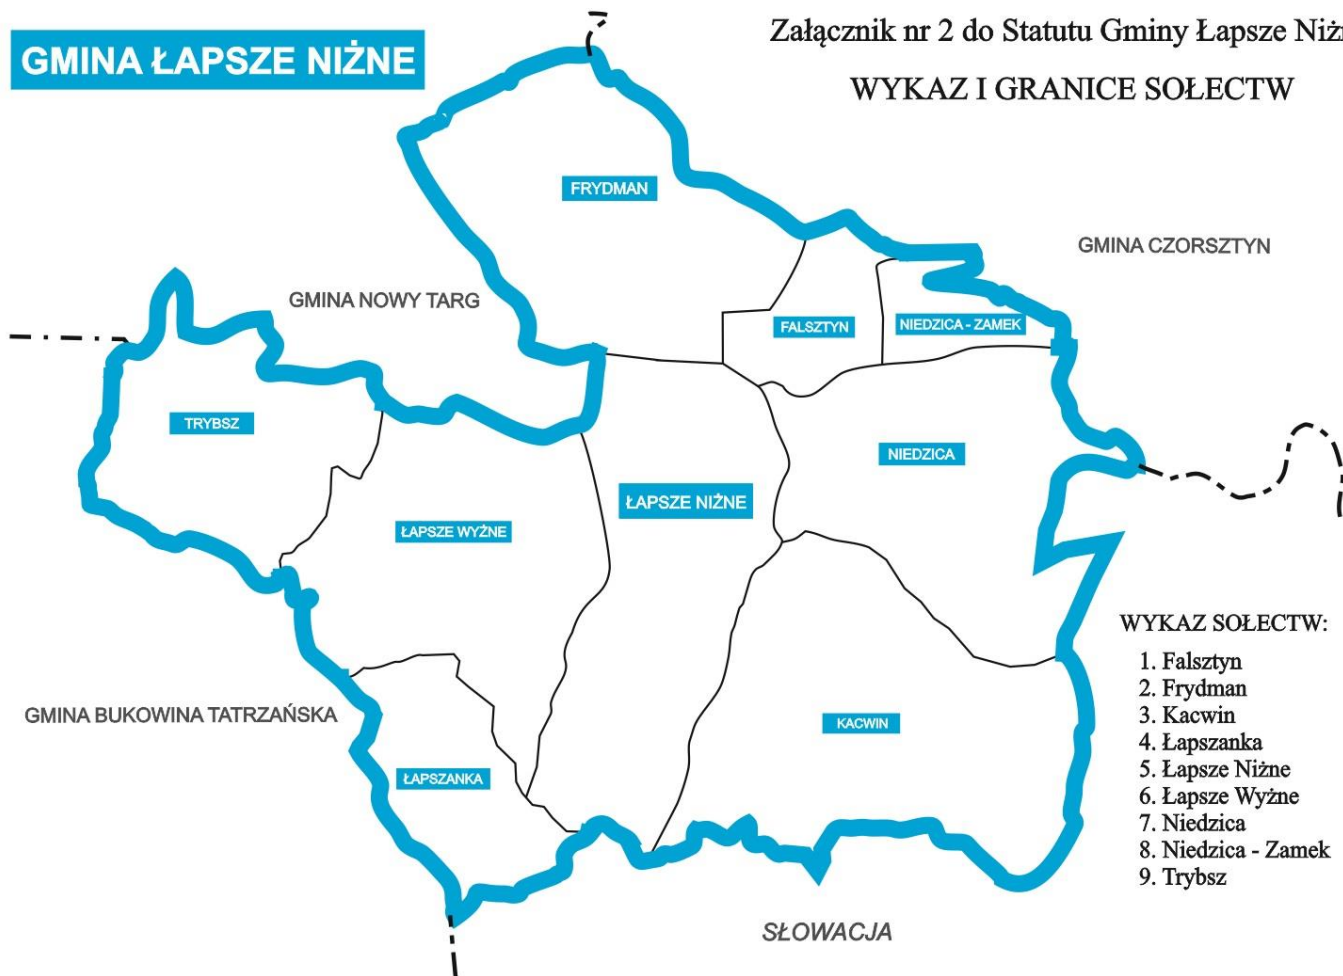 GMINA ŁAPSZE NIŻNE
Załącznik nr 2 do Statutu Gminy Łapsze Niżn
WYKAZ I GRANICE SOŁECTW
FRYDMAN
GMINA CZORSZTYN
GMINA NOWY TARG
FALSZTYN
NIEDZICA - ZAMEK
TRYBSZ
NIEDZICA
ŁAPSZE NIŻNE
ŁAPSZE WYŻNE
GMINA BUKOWINA TATRZAŃSKA
KACWIN
ŁAPSZANKA
SŁOWACJA
WYKAZ SOŁECTW:
1. Falsztyn
2. Frydman
3. Kacwin
4. Łapszanka
5. Łapsze Niżne
6. Łapsze Wyżne
7. Niedzica
8. Niedzica - Zamek
9. Trybsz